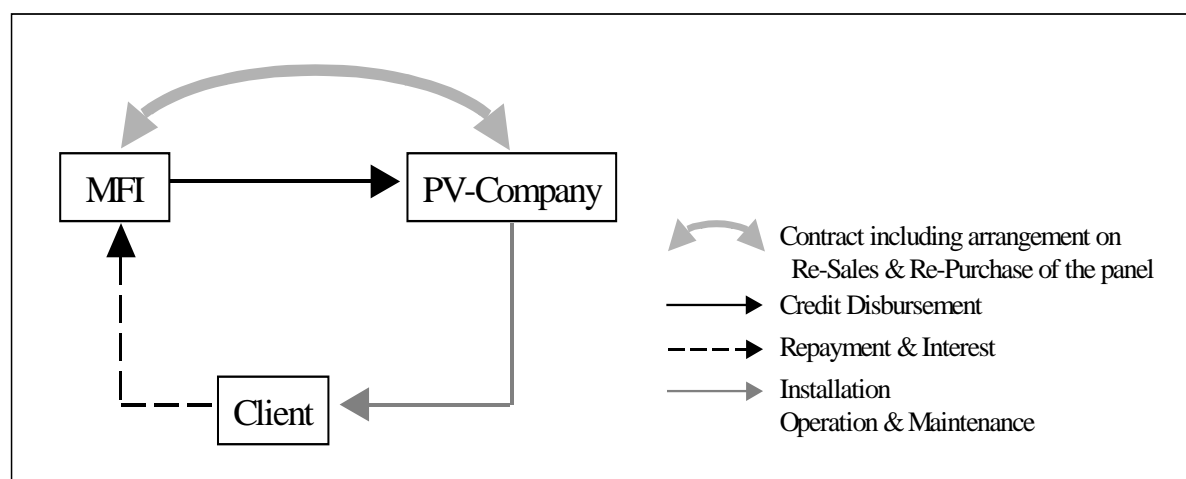 MFI
PV-Company
Client
Contract including arrangement on
Re-Sales & Re-Purchase of the panel
Credit Disbursement
Repayment & Interest
Installation
Operation & Maintenance